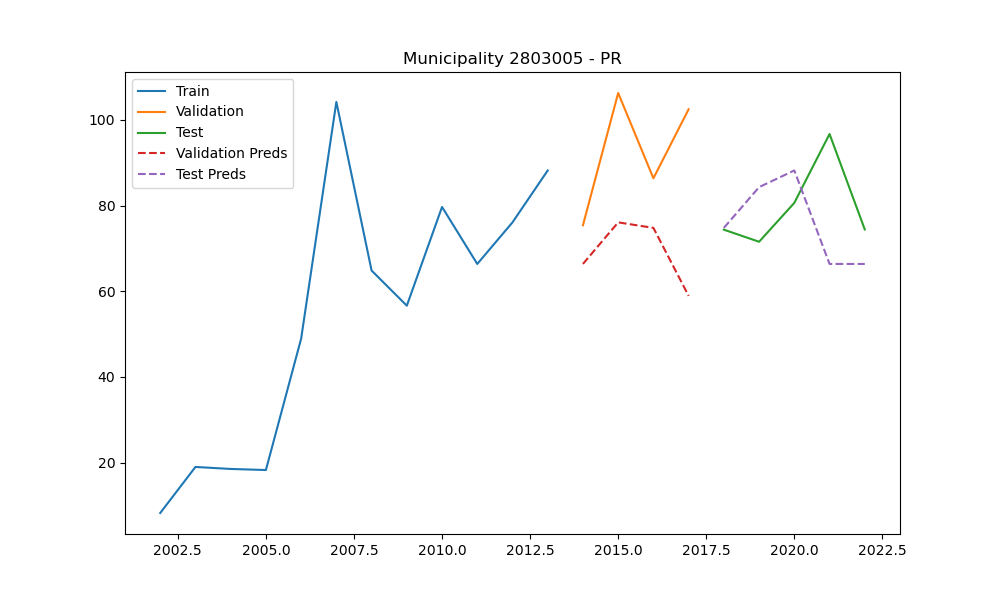 Municipality 2803005 - PR
Train
Validation
Test
Validation Preds
Test Preds
100
80
60
40
20
2002.5 2005.0 2007.5 2010.0 2012.5 2015.0 2017.5 2020.0 2022.5